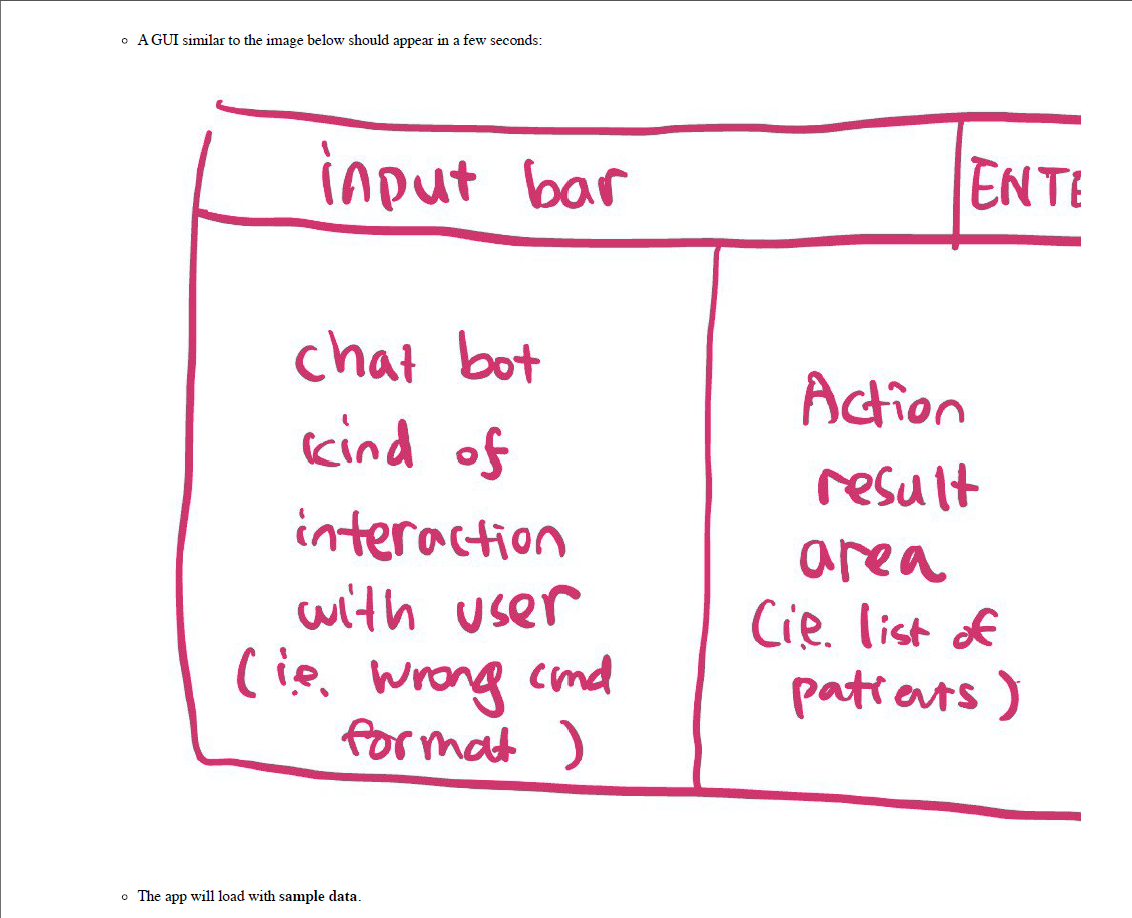 A GUI similar to the image below should appear in a few seconds:
input bar
ENTE
chat bot
kind of
interaction
with user
(i.e. wrong cmd
format )
Action
result
area
(i.e. list of
patients )
The app will load with sample data.